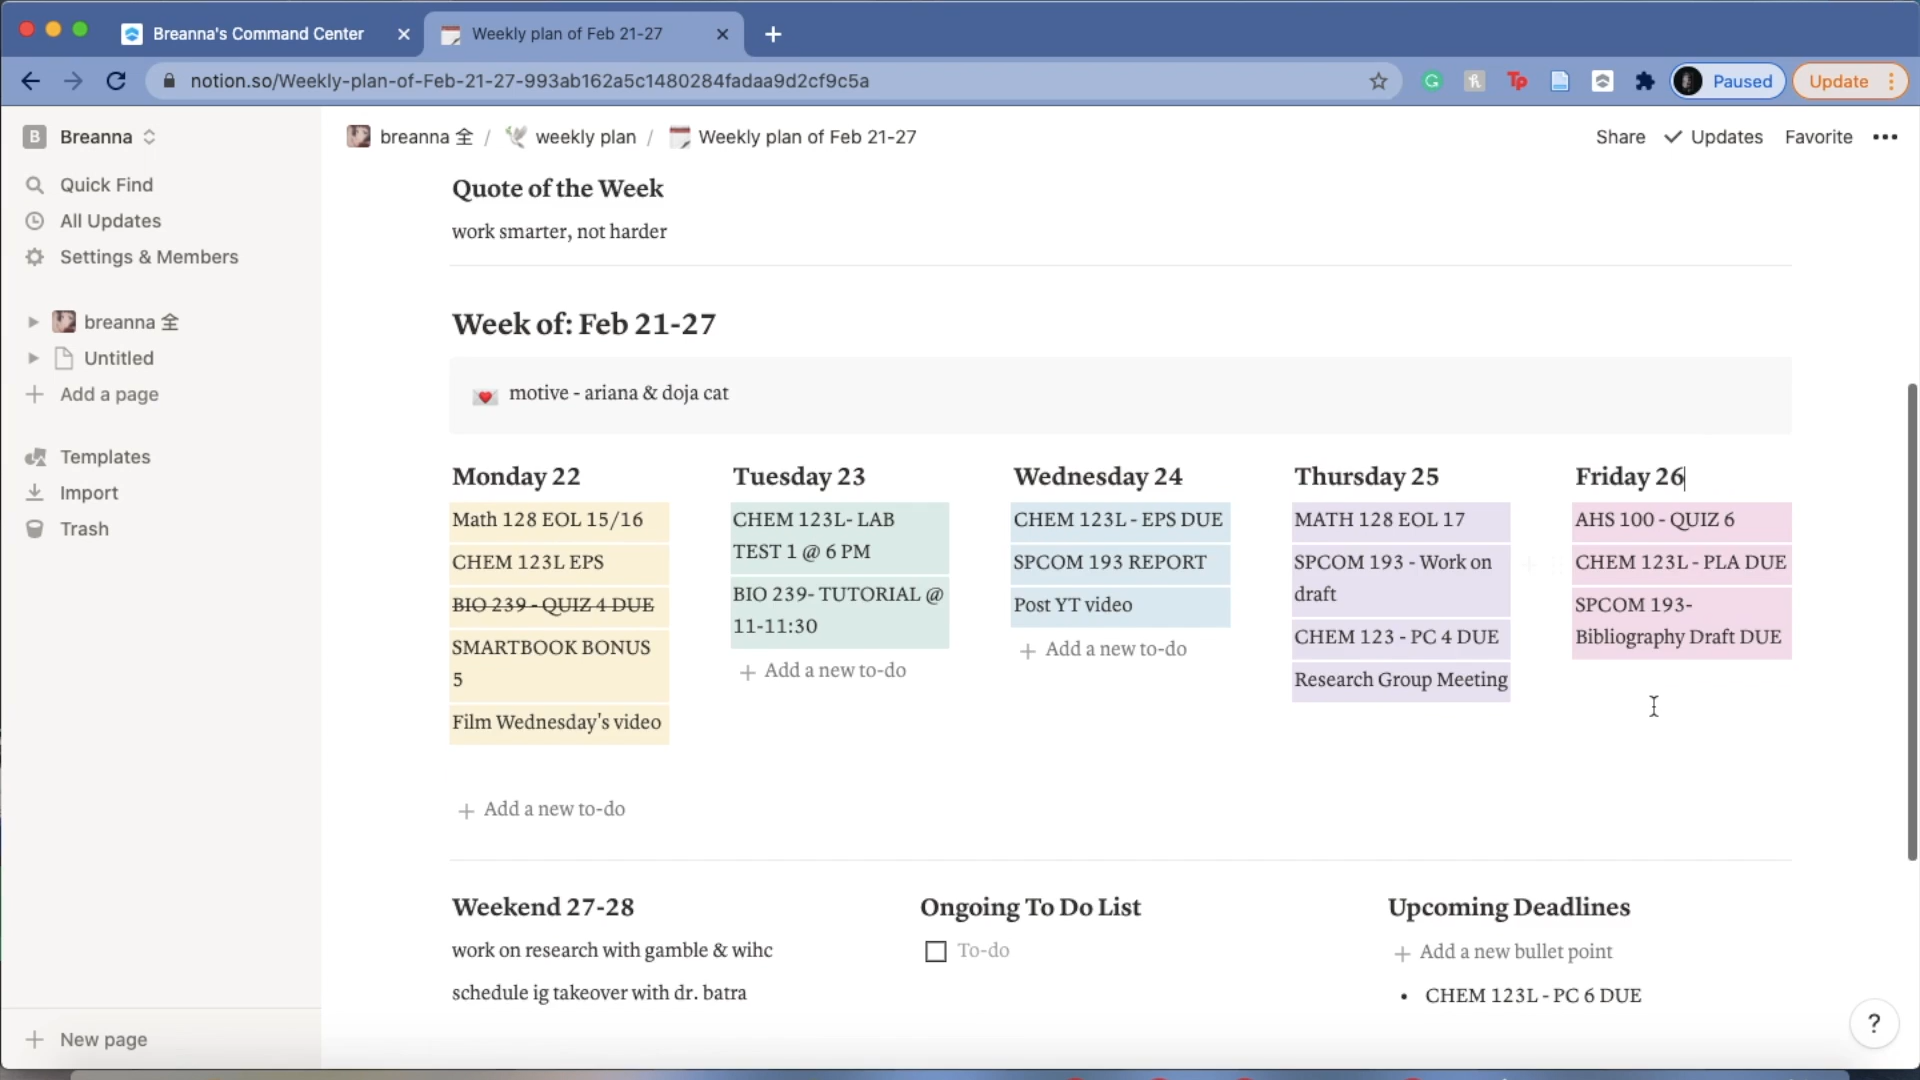 Breanna's Command Center
Weekly plan of Feb 21-27
notion.so/Weekly-plan-of-Feb-21-27-993ab162a5c1480284fadaa9d2cf9c5a
Paused
Update
B Breanna
breanna 全 / weekly plan / Weekly plan of Feb 21-27
Share
Updates
Favorite
Quick Find
All Updates
Settings & Members
breanna 全
Untitled
Add a page
Templates
Import
Trash
New page
Quote of the Week
work smarter, not harder
Week of: Feb 21-27
motive - ariana & doja cat
Monday 22
Math 128 EOL 15/16
CHEM 123L EPS
BIO 239 - QUIZ 4 DUE
SMARTBOOK BONUS
5
Film Wednesday's video
Add a new to-do
Tuesday 23
CHEM 123L- LAB
TEST 1 @ 6 PM
BIO 239- TUTORIAL @
11-11:30
Add a new to-do
Wednesday 24
CHEM 123L - EPS DUE
SPCOM 193 REPORT
Post YT video
Add a new to-do
Thursday 25
MATH 128 EOL 17
SPCOM 193 - Work on
draft
CHEM 123 - PC 4 DUE
Research Group Meeting
Friday 26
AHS 100 - QUIZ 6
CHEM 123L - PLA DUE
SPCOM 193-
Bibliography Draft DUE
Weekend 27-28
work on research with gamble & wihc
schedule ig takeover with dr. batra
Ongoing To Do List
To-do
Upcoming Deadlines
Add a new bullet point
• CHEM 123L - PC 6 DUE
?